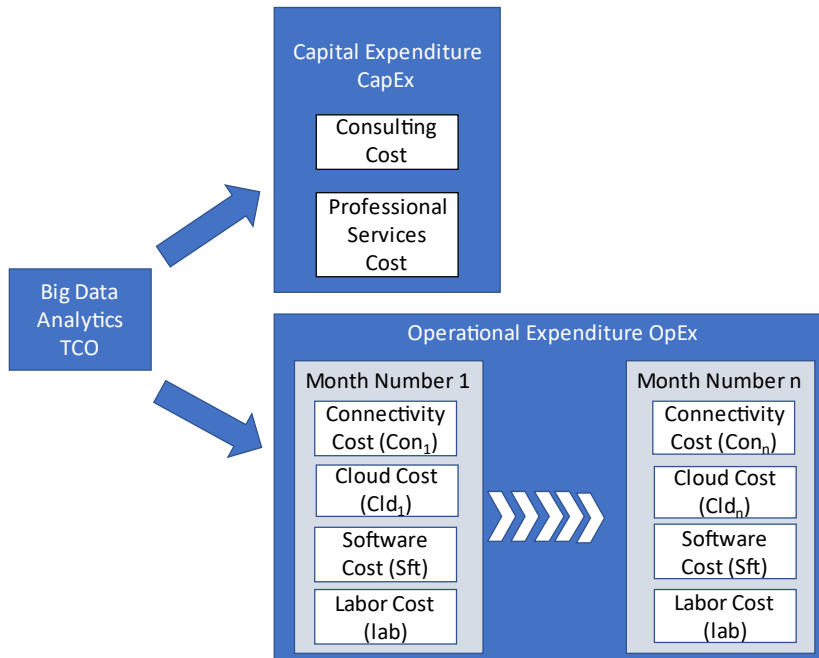 Capital Expenditure
CapEx
Consulting
Cost
Professional
Services
Cost
Big Data
Analytics
TCO
Operational Expenditure OpEx
Month Number 1
Connectivity
Cost (Con₁)
Cloud Cost
(Cld₁)
Software
Cost (Sft)
Labor Cost
(lab)
Month Number n
Connectivity
Cost (Conₙ)
Cloud Cost
(Cldₙ)
Software
Cost (Sft)
Labor Cost
(lab)